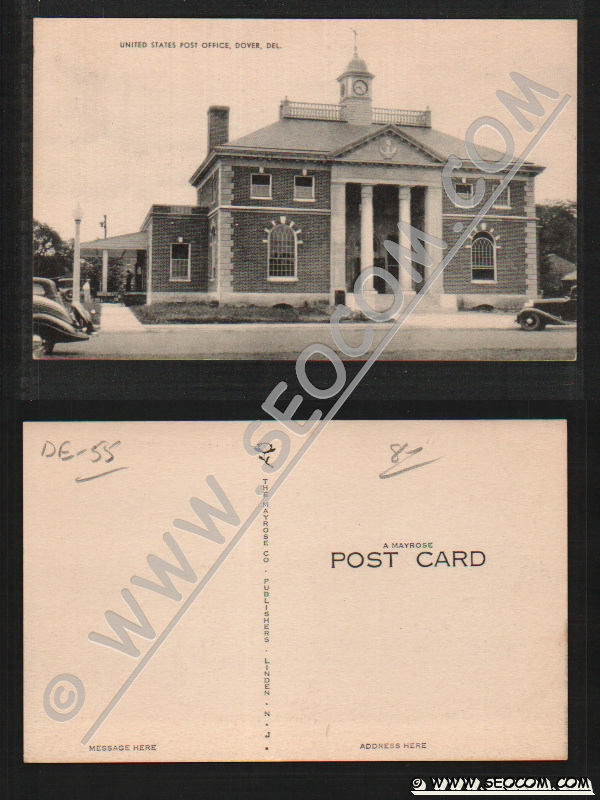 UNITED STATES POST OFFICE, DOVER, DEL.
© WWW.SEOCOM.COM
DE-55
8-
THE MAYROSE CO. PUBLISHERS. LINDEN. N. J.
A MAYROSE
POST CARD
MESSAGE HERE
ADDRESS HERE
© WWW.SEOCOM.COM